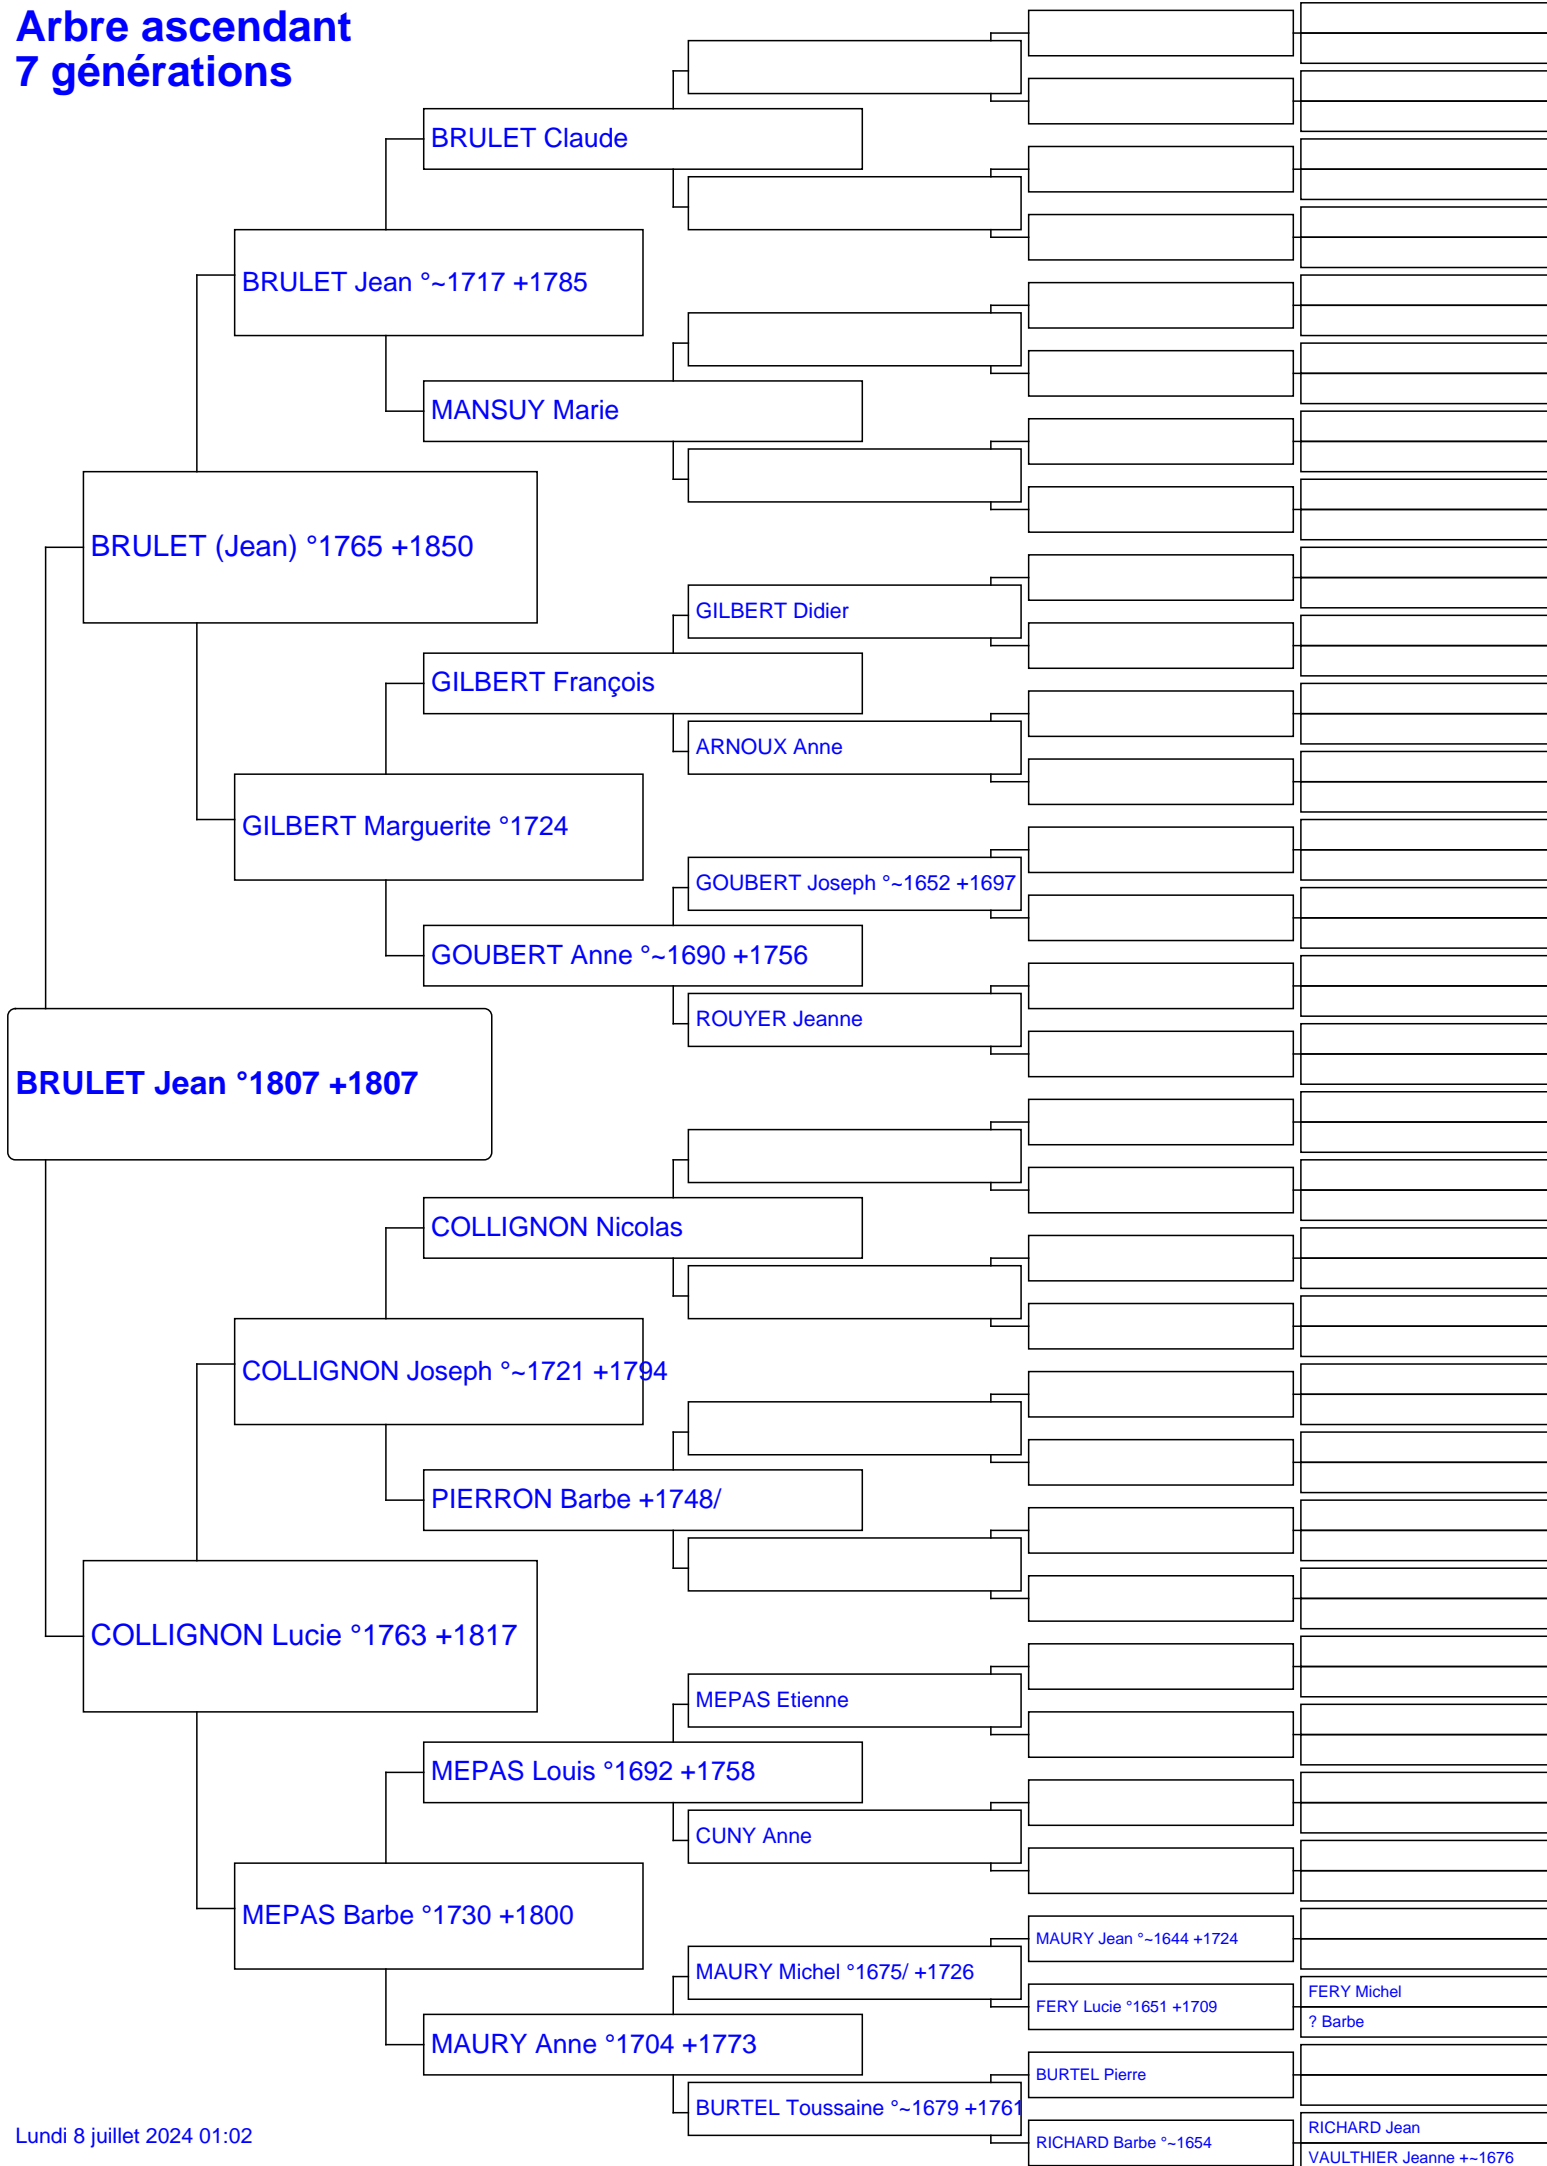 Arbre ascendant
7 générations
BRULET Claude
BRULET Jean °~1717 +1785
MANSUY Marie
BRULET (Jean) °1765 +1850
GILBERT Didier
GILBERT François
ARNOUX Anne
GILBERT Marguerite °1724
GOUBERT Joseph °~1652 +1697
GOUBERT Anne °~1690 +1756
ROUYER Jeanne
BRULET Jean °1807 +1807
COLLIGNON Nicolas
COLLIGNON Joseph °~1721 +1794
PIERRON Barbe +1748/
COLLIGNON Lucie °1763 +1817
MEPAS Etienne
MEPAS Louis °1692 +1758
CUNY Anne
MEPAS Barbe °1730 +1800
MAURY Jean °~1644 +1724
MAURY Michel °1675/ +1726
FERY Michel
FERY Lucie °1651 +1709
? Barbe
MAURY Anne °1704 +1773
BURTEL Pierre
BURTEL Toussaine °~1679 +1761
RICHARD Jean
RICHARD Barbe °~1654
VAULTHIER Jeanne +~1676
Lundi 8 juillet 2024 01:02